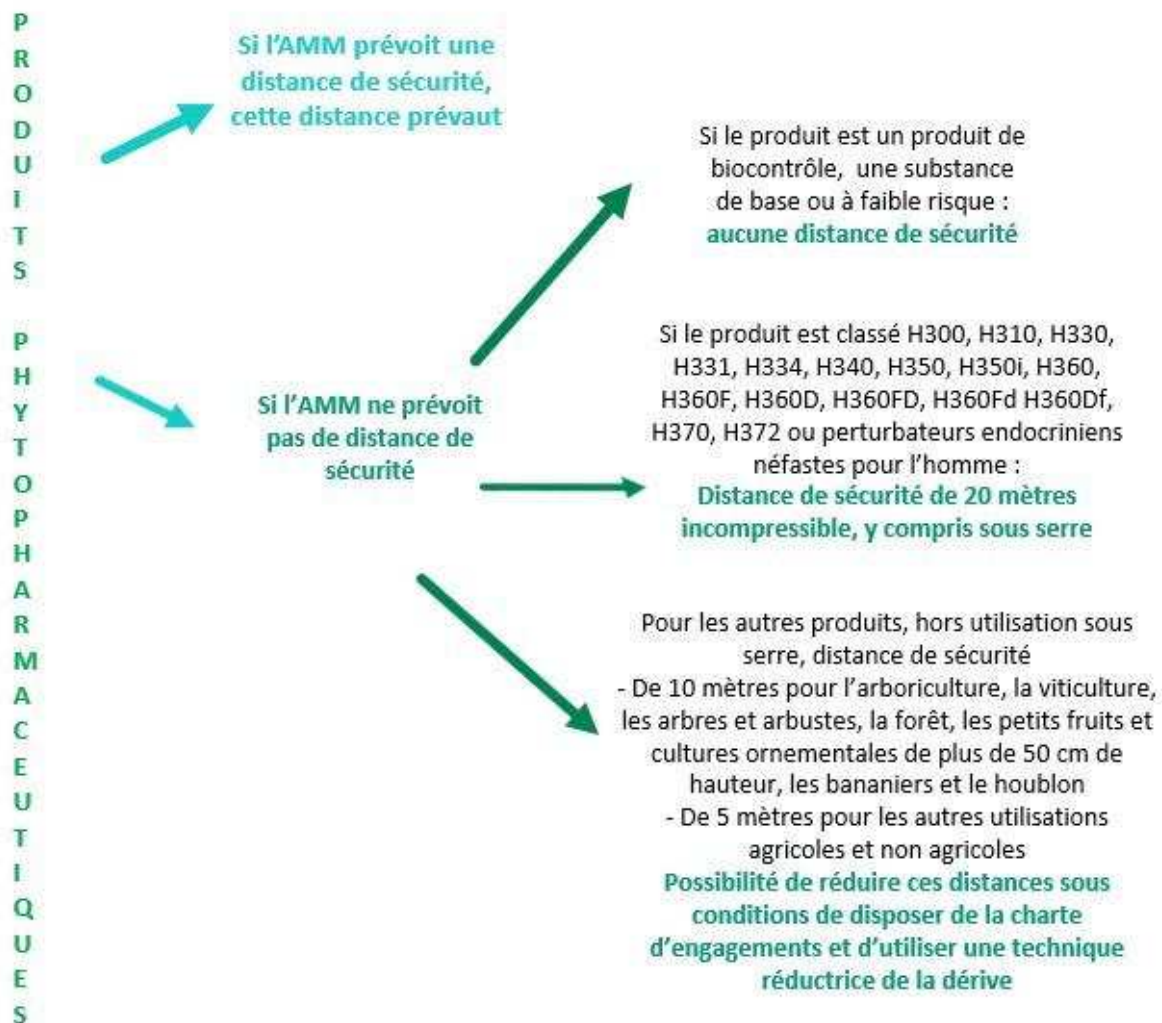 PRODUITS PHYTOPHARMACEUTIQUES
Si l'AMM prévoit une
distance de sécurité,
cette distance prévaut
Si l'AMM ne prévoit
pas de distance de
sécurité
Si le produit est un produit de
biocontrôle, une substance
de base ou à faible risque :
aucune distance de sécurité
Si le produit est classé H300, H310, H330,
H331, H334, H340, H350, H350i, H360,
H360F, H360D, H360FD, H360Fd H360Df,
H370, H372 ou perturbateurs endocriniens
néfastes pour l'homme :
Distance de sécurité de 20 mètres
incompressible, y compris sous serre
Pour les autres produits, hors utilisation sous
serre, distance de sécurité
- De 10 mètres pour l'arboriculture, la viticulture,
les arbres et arbustes, la forêt, les petits fruits et
cultures ornementales de plus de 50 cm de
hauteur, les bananiers et le houblon
- De 5 mètres pour les autres utilisations
agricoles et non agricoles
Possibilité de réduire ces distances sous
conditions de disposer de la charte
d'engagements et d'utiliser une technique
réductrice de la dérive